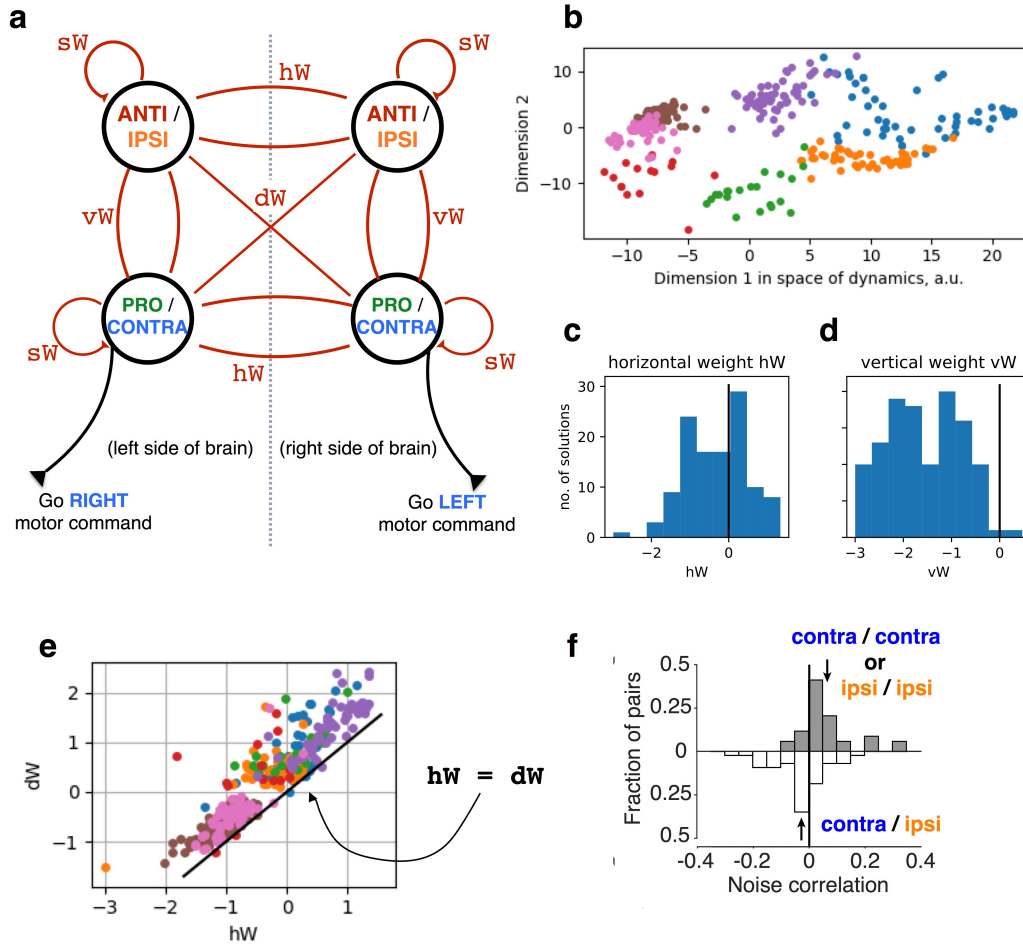 a
sW
sW
hW
ANTI /
IPSI
ANTI /
IPSI
dW
vW
vW
PRO /
CONTRA
PRO /
CONTRA
sW
sW
hW
(left side of brain)
(right side of brain)
Go RIGHT
motor command
Go LEFT
motor command
b
Dimension 2
10
0
−10
−10
−5
0
5
10
15
20
Dimension 1 in space of dynamics, a.u.
c
horizontal weight hW
no. of solutions
30
20
10
0
−2
0
hW
d
vertical weight vW
−3
−2
−1
0
vW
e
dW
2
1
0
−1
−3
−2
−1
0
1
hW
hW = dW
f
contra / contra
or
ipsi / ipsi
Fraction of pairs
0.5
0.25
0
0.25
0.5
contra / ipsi
-0.4
-0.2
0
0.2
0.4
Noise correlation